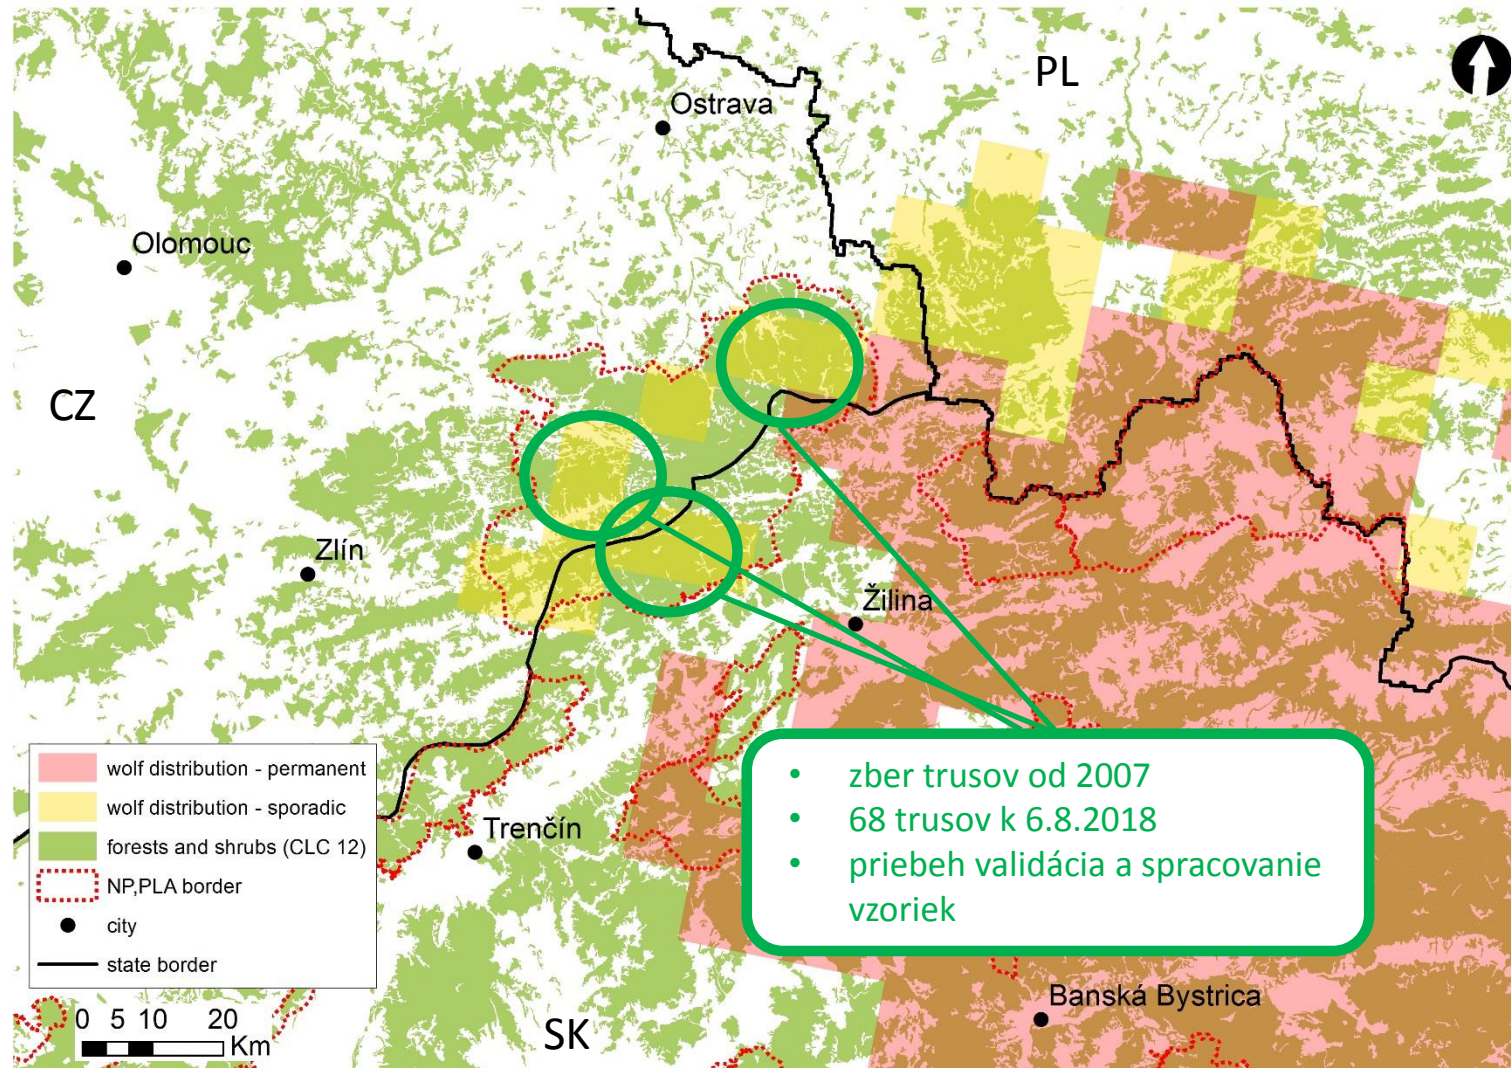 PL
Ostrava
Olomouc
CZ
Zlín
Žilina
wolf distribution - permanent
wolf distribution - sporadic
forests and shrubs (CLC 12)
NP,PLA border
city
state border
Trenčín
• zber trusov od 2007
• 68 trusov k 6.8.2018
• priebeh validácia a spracovanie
vzoriek
Banská Bystrica
0 5 10 20
Km
SK